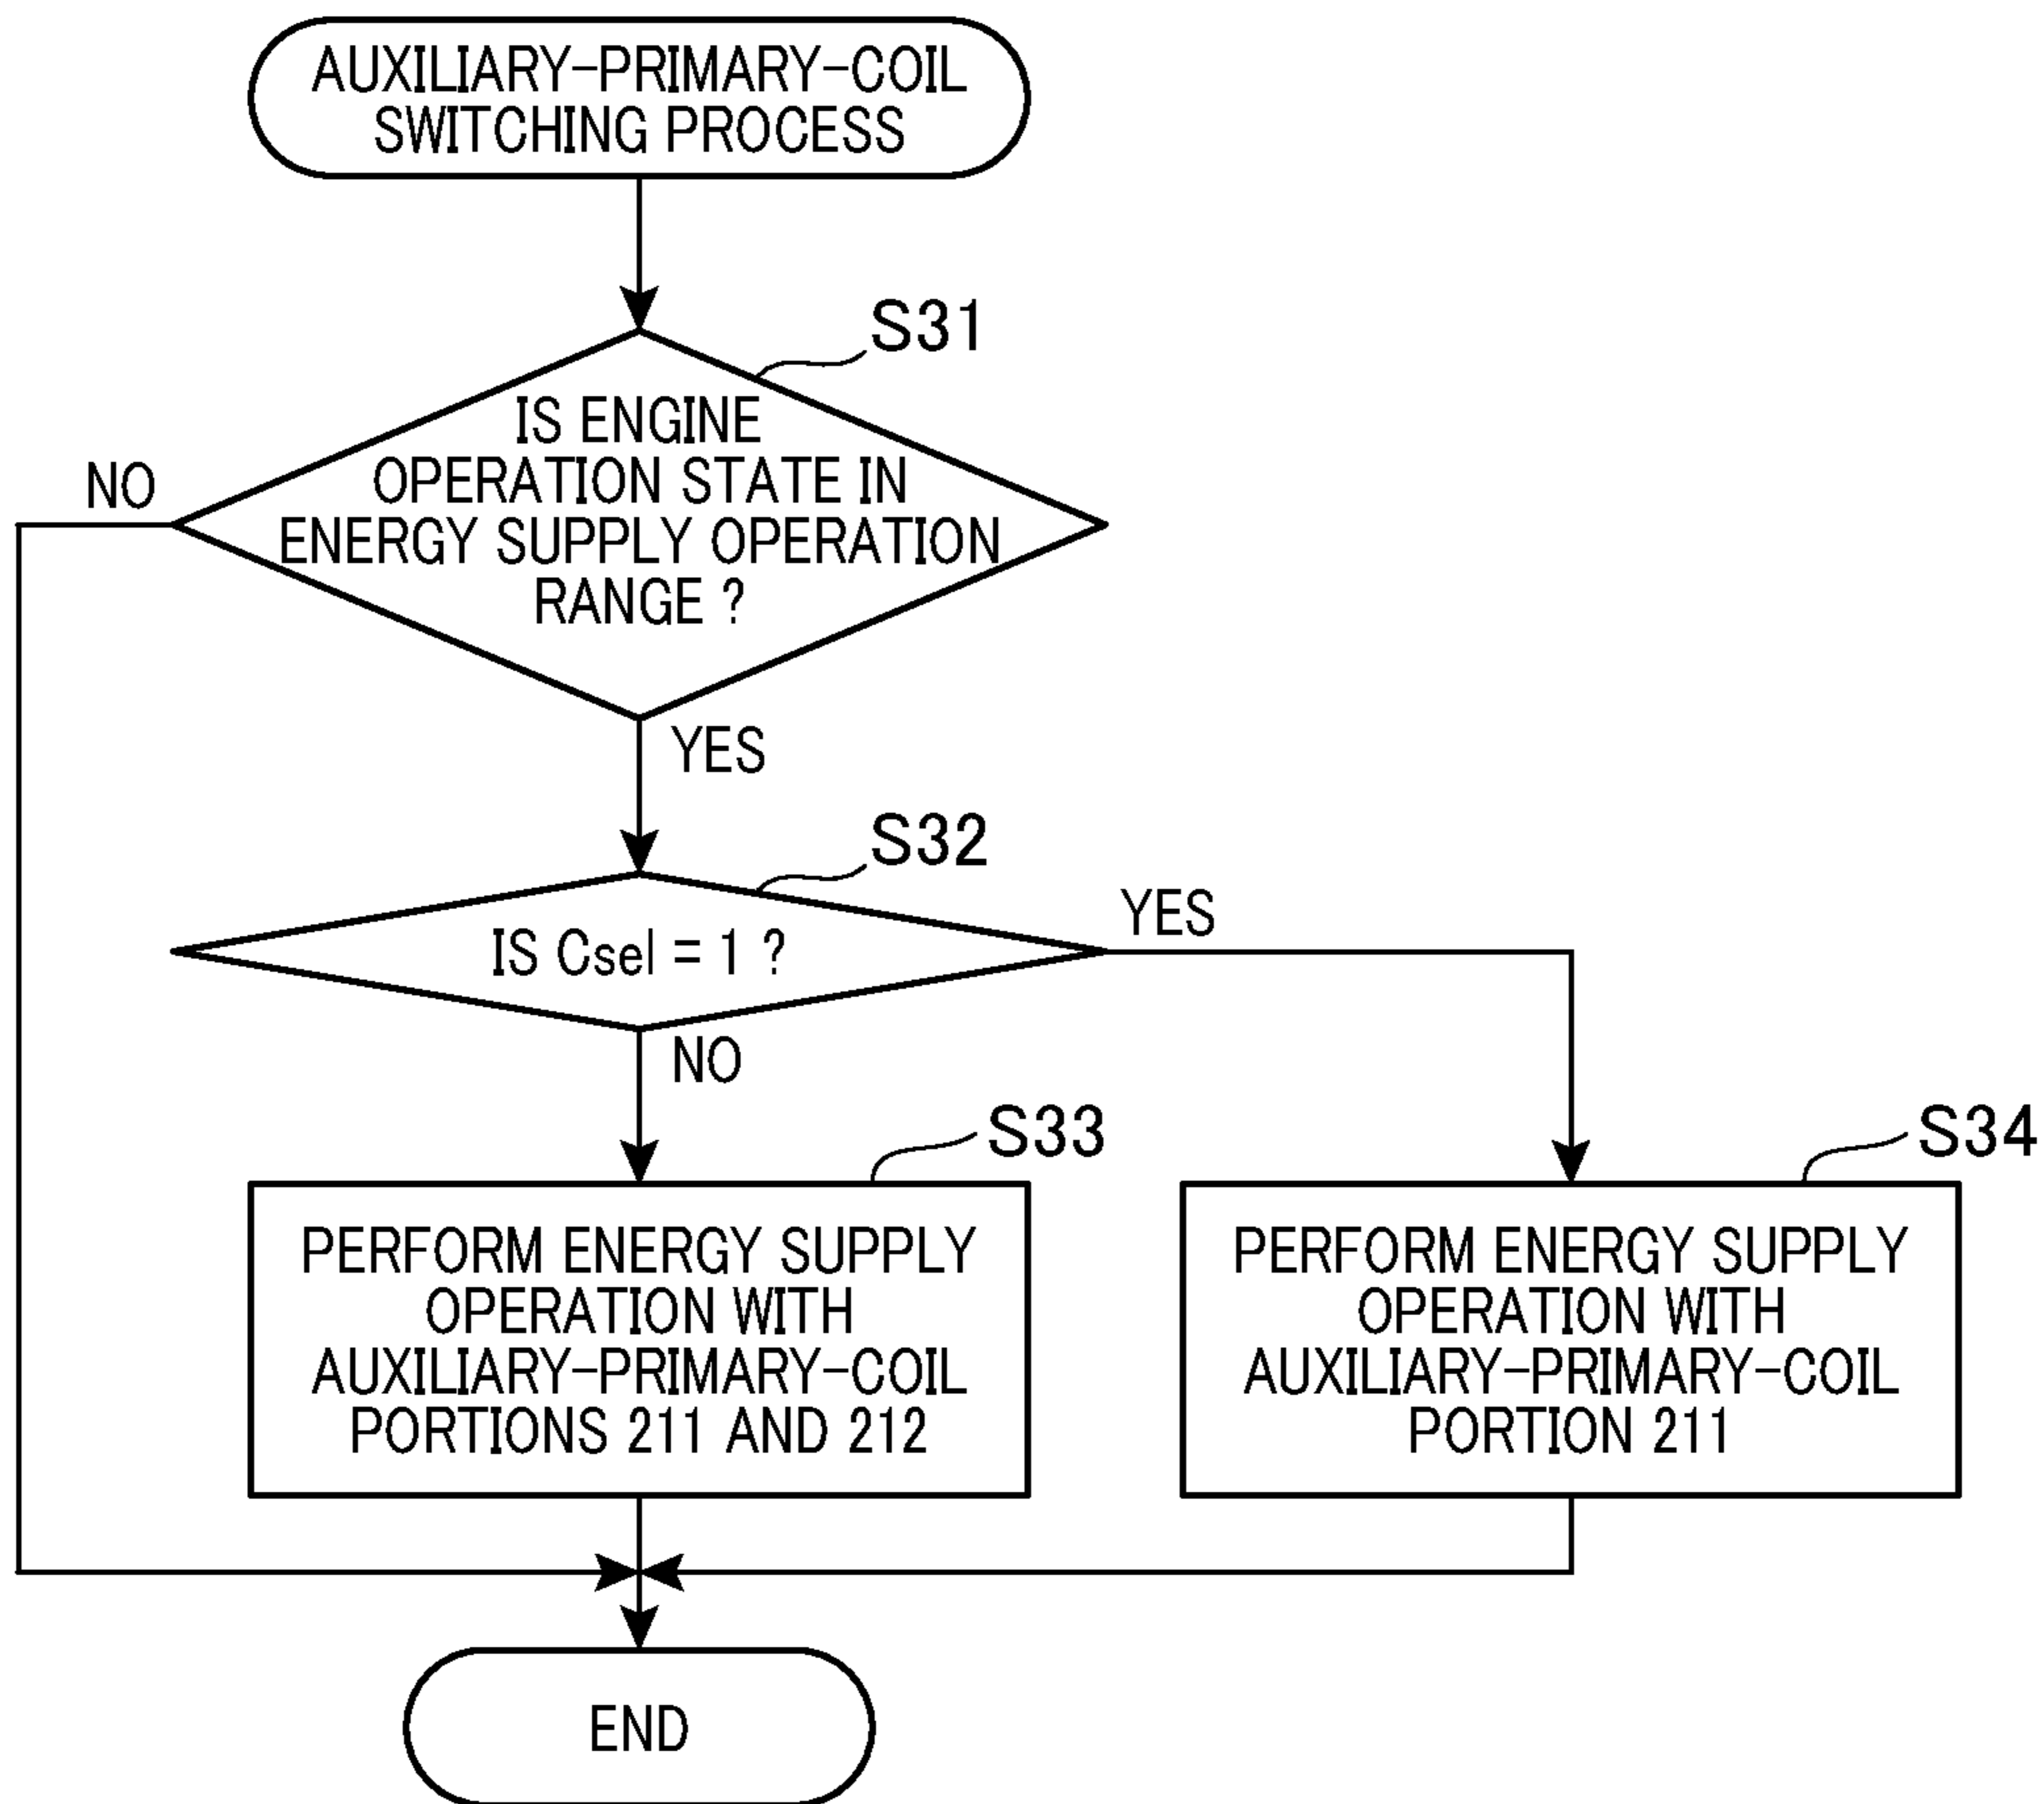 AUXILIARY-PRIMARY-COIL
SWITCHING PROCESS
S31
IS ENGINE
OPERATION STATE IN
ENERGY SUPPLY OPERATION
RANGE ?
NO
YES
S32
IS Csel = 1 ?
YES
NO
S33
PERFORM ENERGY SUPPLY
OPERATION WITH
AUXILIARY-PRIMARY-COIL
PORTIONS 211 AND 212
S34
PERFORM ENERGY SUPPLY
OPERATION WITH
AUXILIARY-PRIMARY-COIL
PORTION 211
END